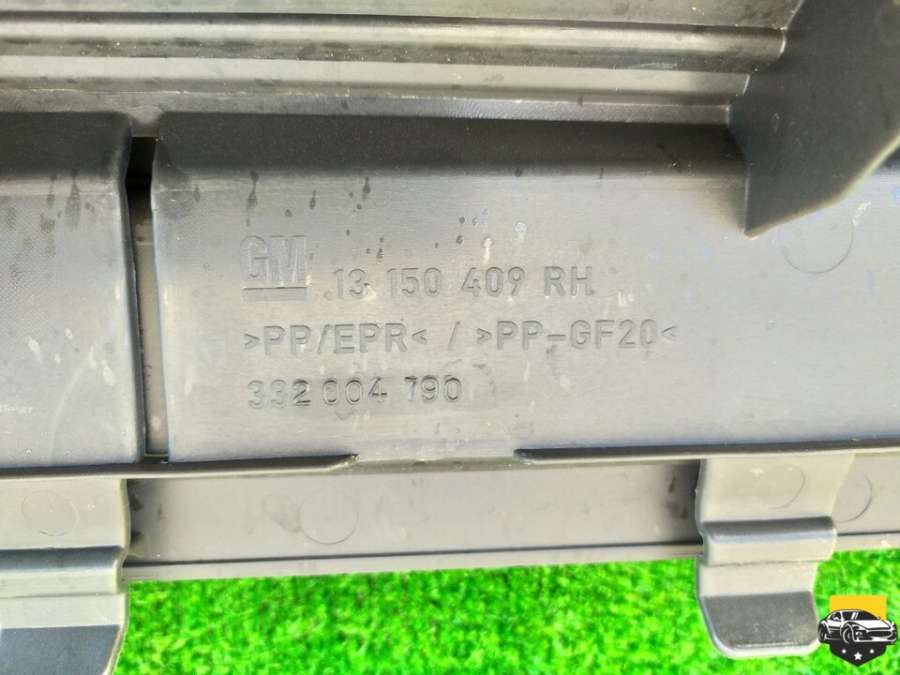 GM 13 150 409 RH
>PP/EPR< / >PP-GF20<
332 004 790